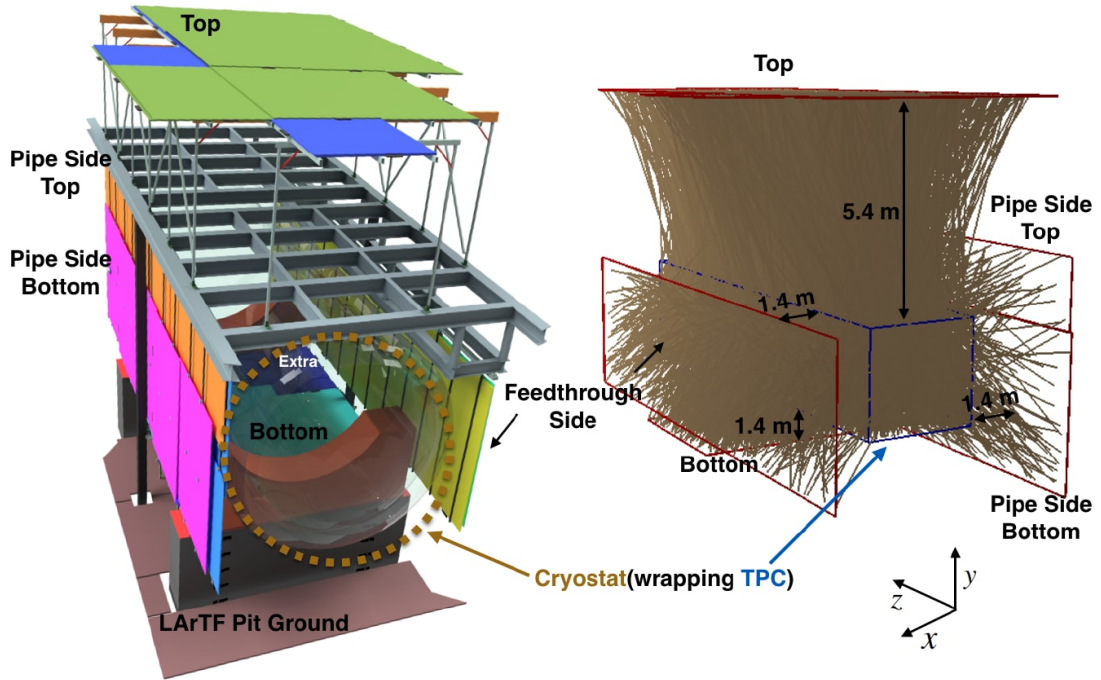 Top
Pipe Side
Top
Pipe Side
Bottom
Extra
Bottom
LArTF Pit Ground
Feedthrough
Side
Cryostat(wrapping TPC)
Top
5.4 m
Pipe Side
Top
1.4 m
1.4 m
1.4 m
Bottom
Pipe Side
Bottom
y
z
x